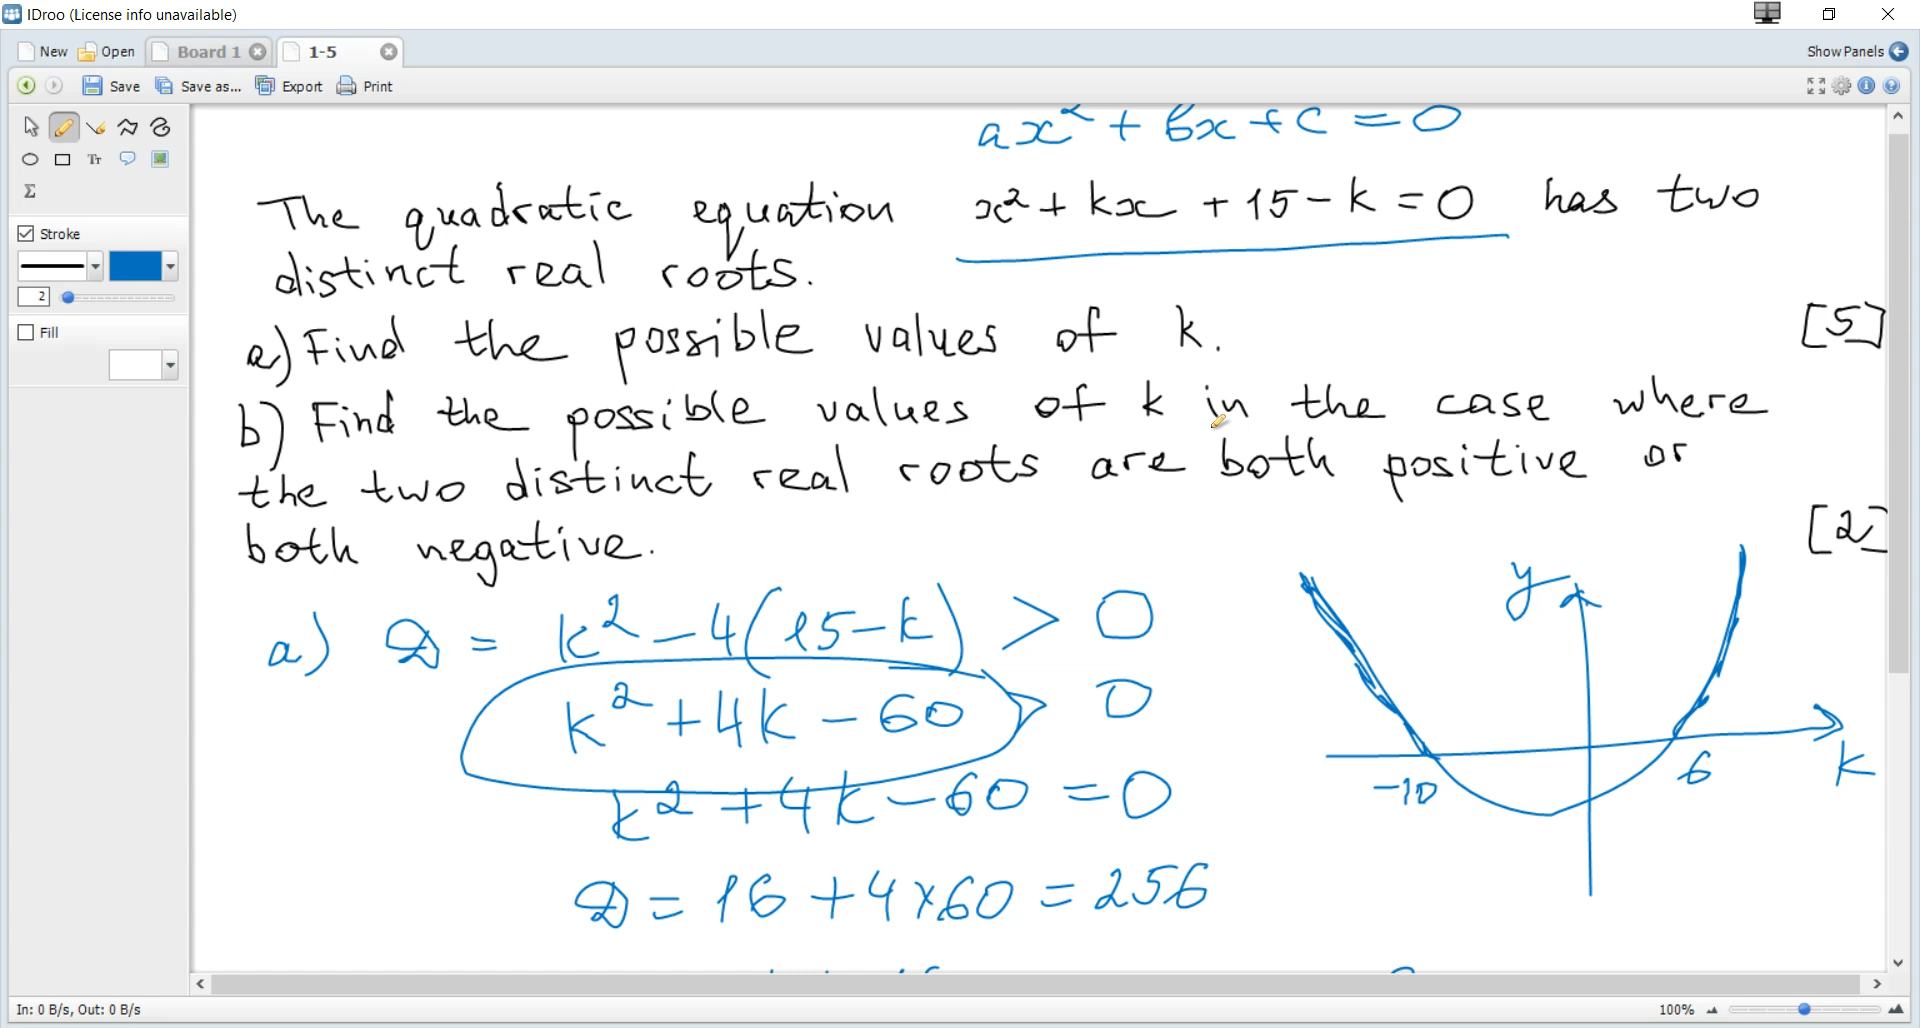 IDroo (License info unavailable)
New Open Board 1 1-5 Show Panels
Save Save as... Export Print
ax² + bx + c = 0
The quadratic equation x² + kx + 15 - k = 0 has two
distinct real roots.
a) Find the possible values of k. [5]
b) Find the possible values of k in the case where
the two distinct real roots are both positive or
both negative. [2]
a) D = k² - 4(15 - k) > 0
k² + 4k - 60 > 0
k² + 4k - 60 = 0
D = 16 + 4×60 = 256
y
-10 6 k
Tr
Σ
Stroke
2
Fill
In: 0 B/s, Out: 0 B/s 100%